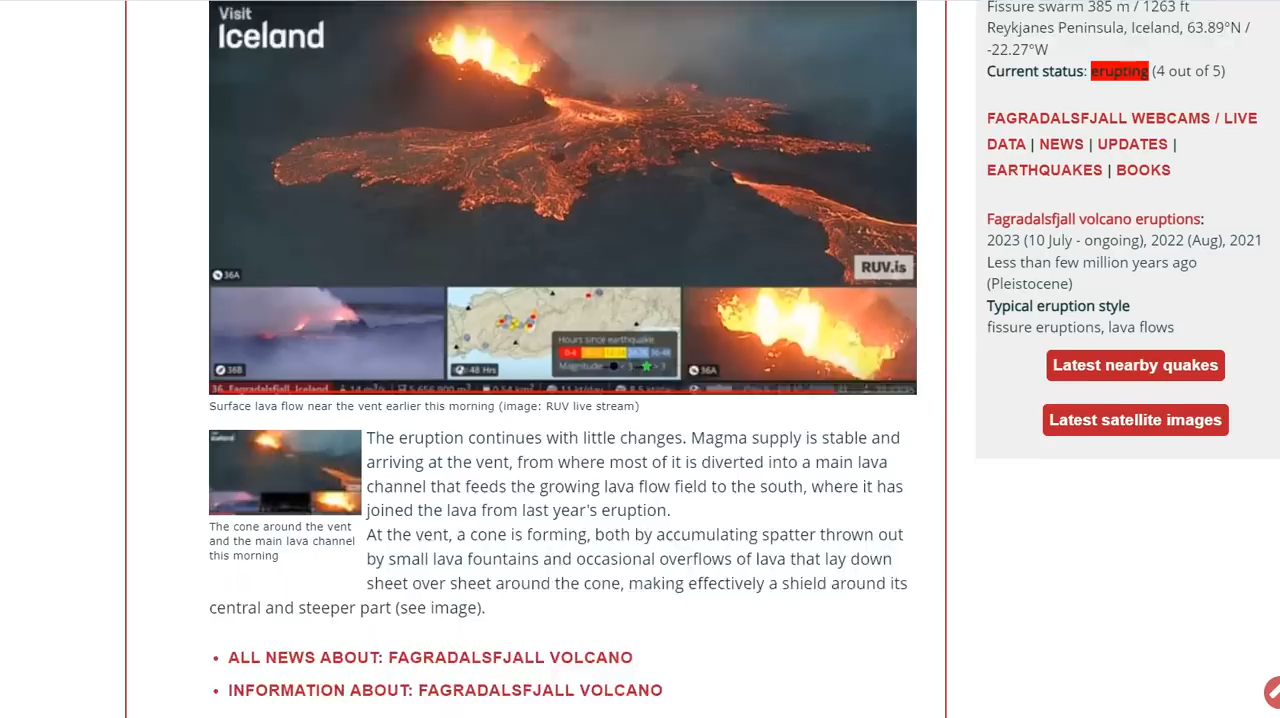 Visit
Iceland
36A
RUV.is
36B
48 Hrs
Hours since earthquake
0-4
36-48
Magnitude
36A
36. Fagradalsfjall, Iceland
Surface lava flow near the vent earlier this morning (image: RUV live stream)
The cone around the vent
and the main lava channel
this morning
The eruption continues with little changes. Magma supply is stable and
arriving at the vent, from where most of it is diverted into a main lava
channel that feeds the growing lava flow field to the south, where it has
joined the lava from last year's eruption.
At the vent, a cone is forming, both by accumulating spatter thrown out
by small lava fountains and occasional overflows of lava that lay down
sheet over sheet around the cone, making effectively a shield around its
central and steeper part (see image).
• ALL NEWS ABOUT: FAGRADALSFJALL VOLCANO
• INFORMATION ABOUT: FAGRADALSFJALL VOLCANO
Fissure swarm 385 m / 1263 ft
Reykjanes Peninsula, Iceland, 63.89°N /
-22.27°W
Current status: erupting (4 out of 5)
FAGRADALSFJALL WEBCAMS / LIVE
DATA | NEWS | UPDATES |
EARTHQUAKES | BOOKS
Fagradalsfjall volcano eruptions:
2023 (10 July - ongoing), 2022 (Aug), 2021
Less than few million years ago
(Pleistocene)
Typical eruption style
fissure eruptions, lava flows
Latest nearby quakes
Latest satellite images